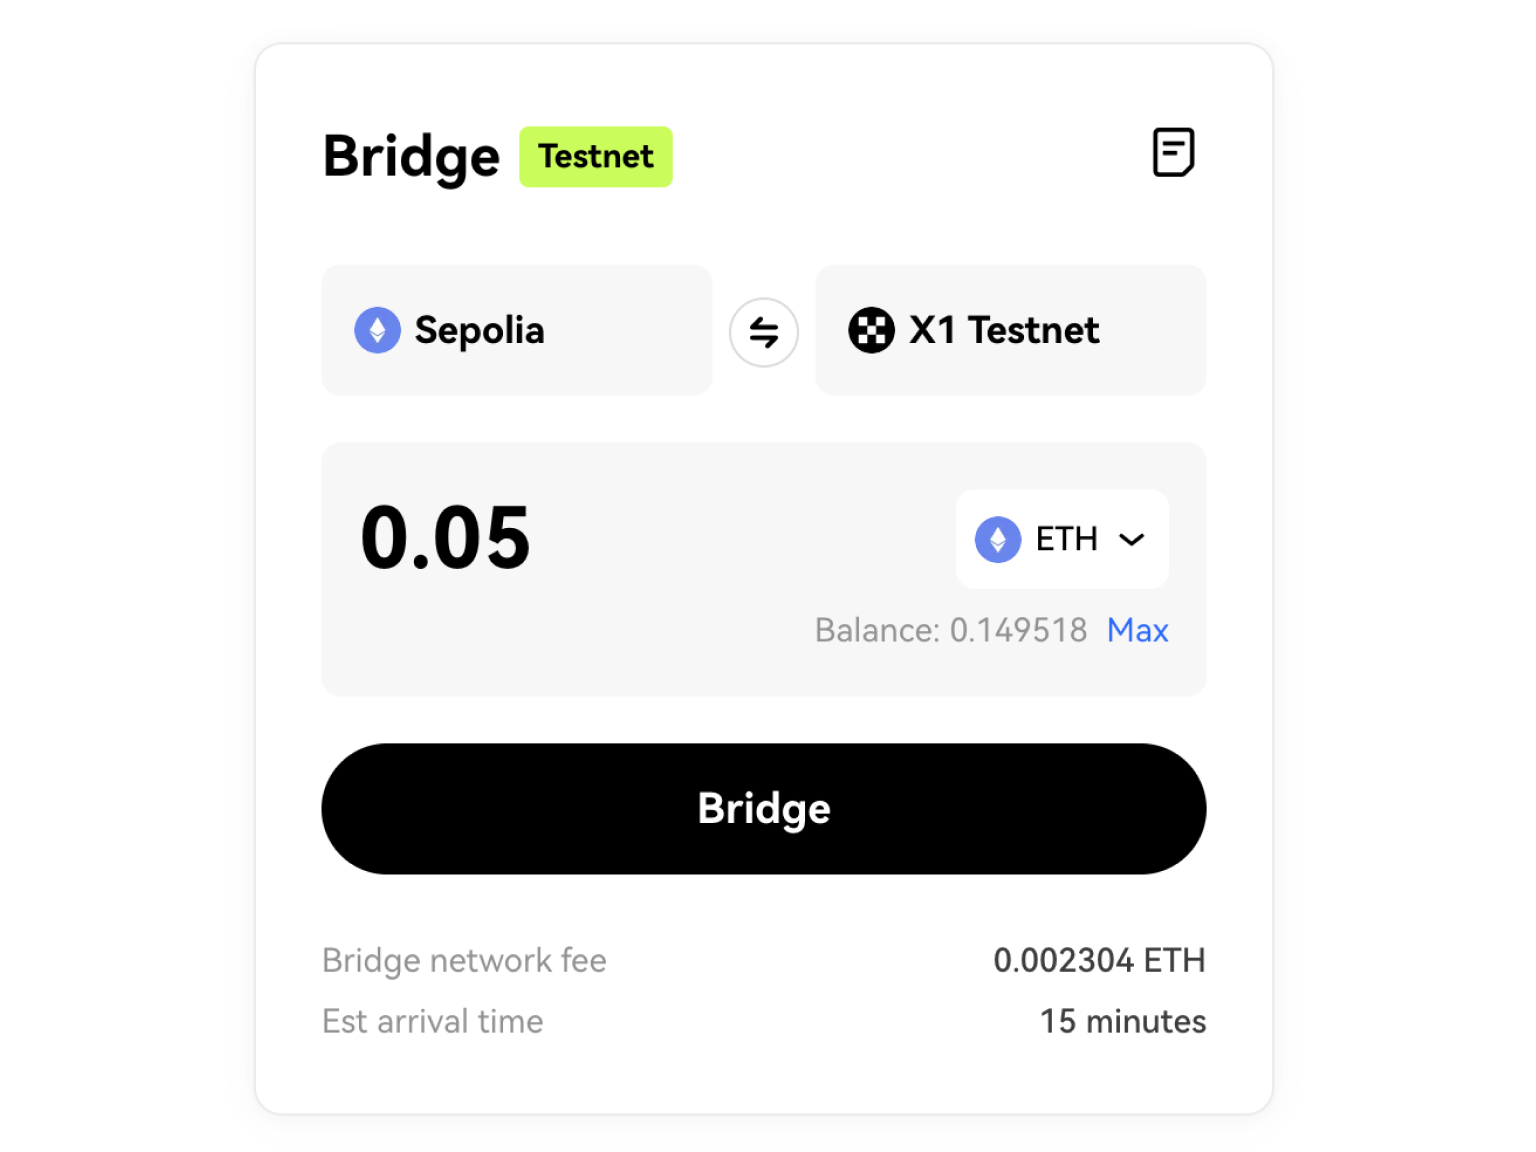 Bridge Testnet
Sepolia
X1 Testnet
0.05
ETH
Balance: 0.149518 Max
Bridge
Bridge network fee 0.002304 ETH
Est arrival time 15 minutes